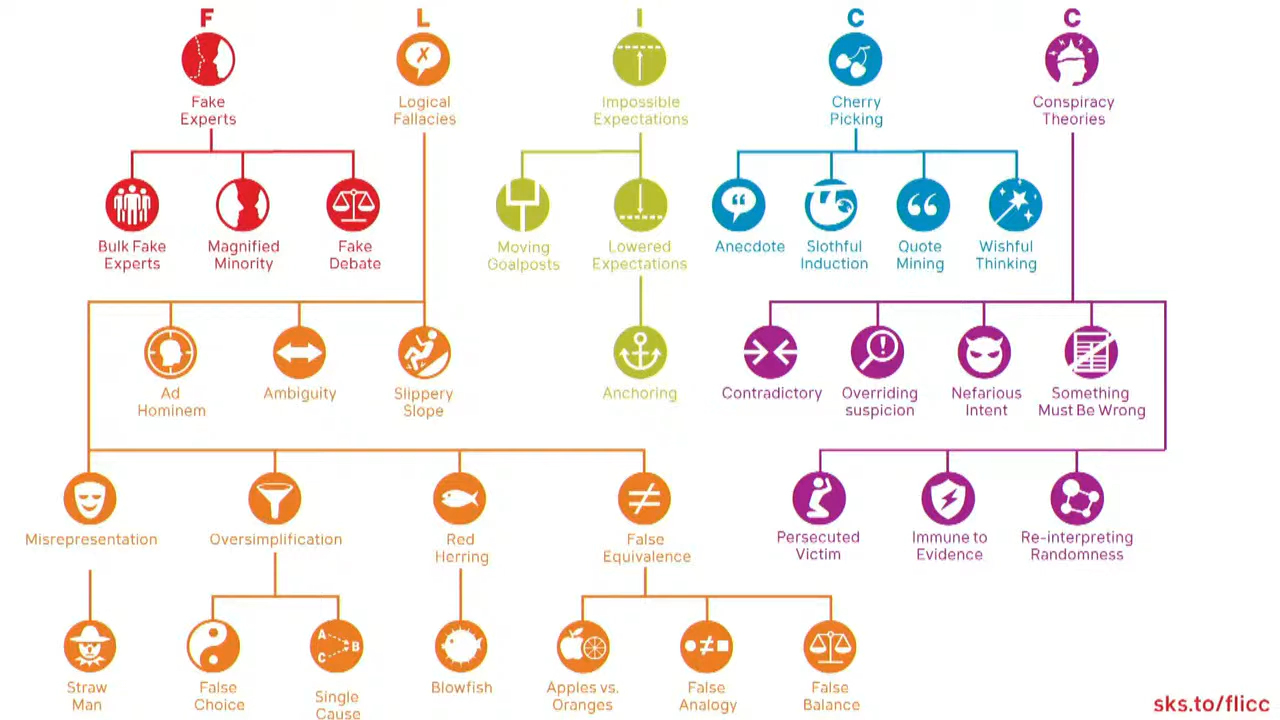 F
L
I
C
C
Fake
Experts
Logical
Fallacies
Impossible
Expectations
Cherry
Picking
Conspiracy
Theories
Bulk Fake
Experts
Magnified
Minority
Fake
Debate
Moving
Goalposts
Lowered
Expectations
Anecdote
Slothful
Induction
Quote
Mining
Wishful
Thinking
Ad
Hominem
Ambiguity
Slippery
Slope
Anchoring
Contradictory
Overriding
suspicion
Nefarious
Intent
Something
Must Be Wrong
Misrepresentation
Oversimplification
Red
Herring
False
Equivalence
Persecuted
Victim
Immune to
Evidence
Re-interpreting
Randomness
A
B
C
Straw
Man
False
Choice
Single
Cause
Blowfish
Apples vs.
Oranges
False
Analogy
False
Balance
sks.to/flicc